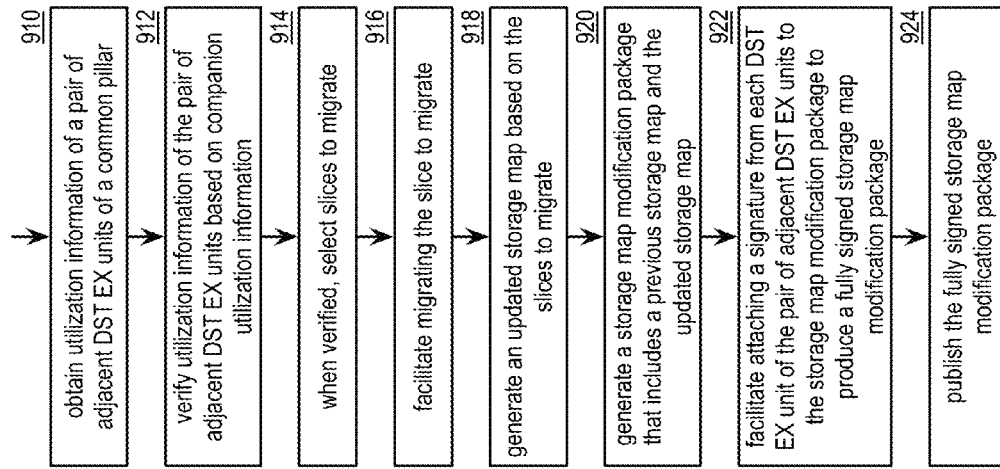 910
obtain utilization information of a pair of
adjacent DST EX units of a common pillar
912
verify utilization information of the pair of
adjacent DST EX units based on companion
utilization information
914
when verified, select slices to migrate
916
facilitate migrating the slice to migrate
918
generate an updated storage map based on the
slices to migrate
920
generate a storage map modification package
that includes a previous storage map and the
updated storage map
922
facilitate attaching a signature from each DST
EX unit of the pair of adjacent DST EX units to
the storage map modification package to
produce a fully signed storage map
modification package
924
publish the fully signed storage map
modification package